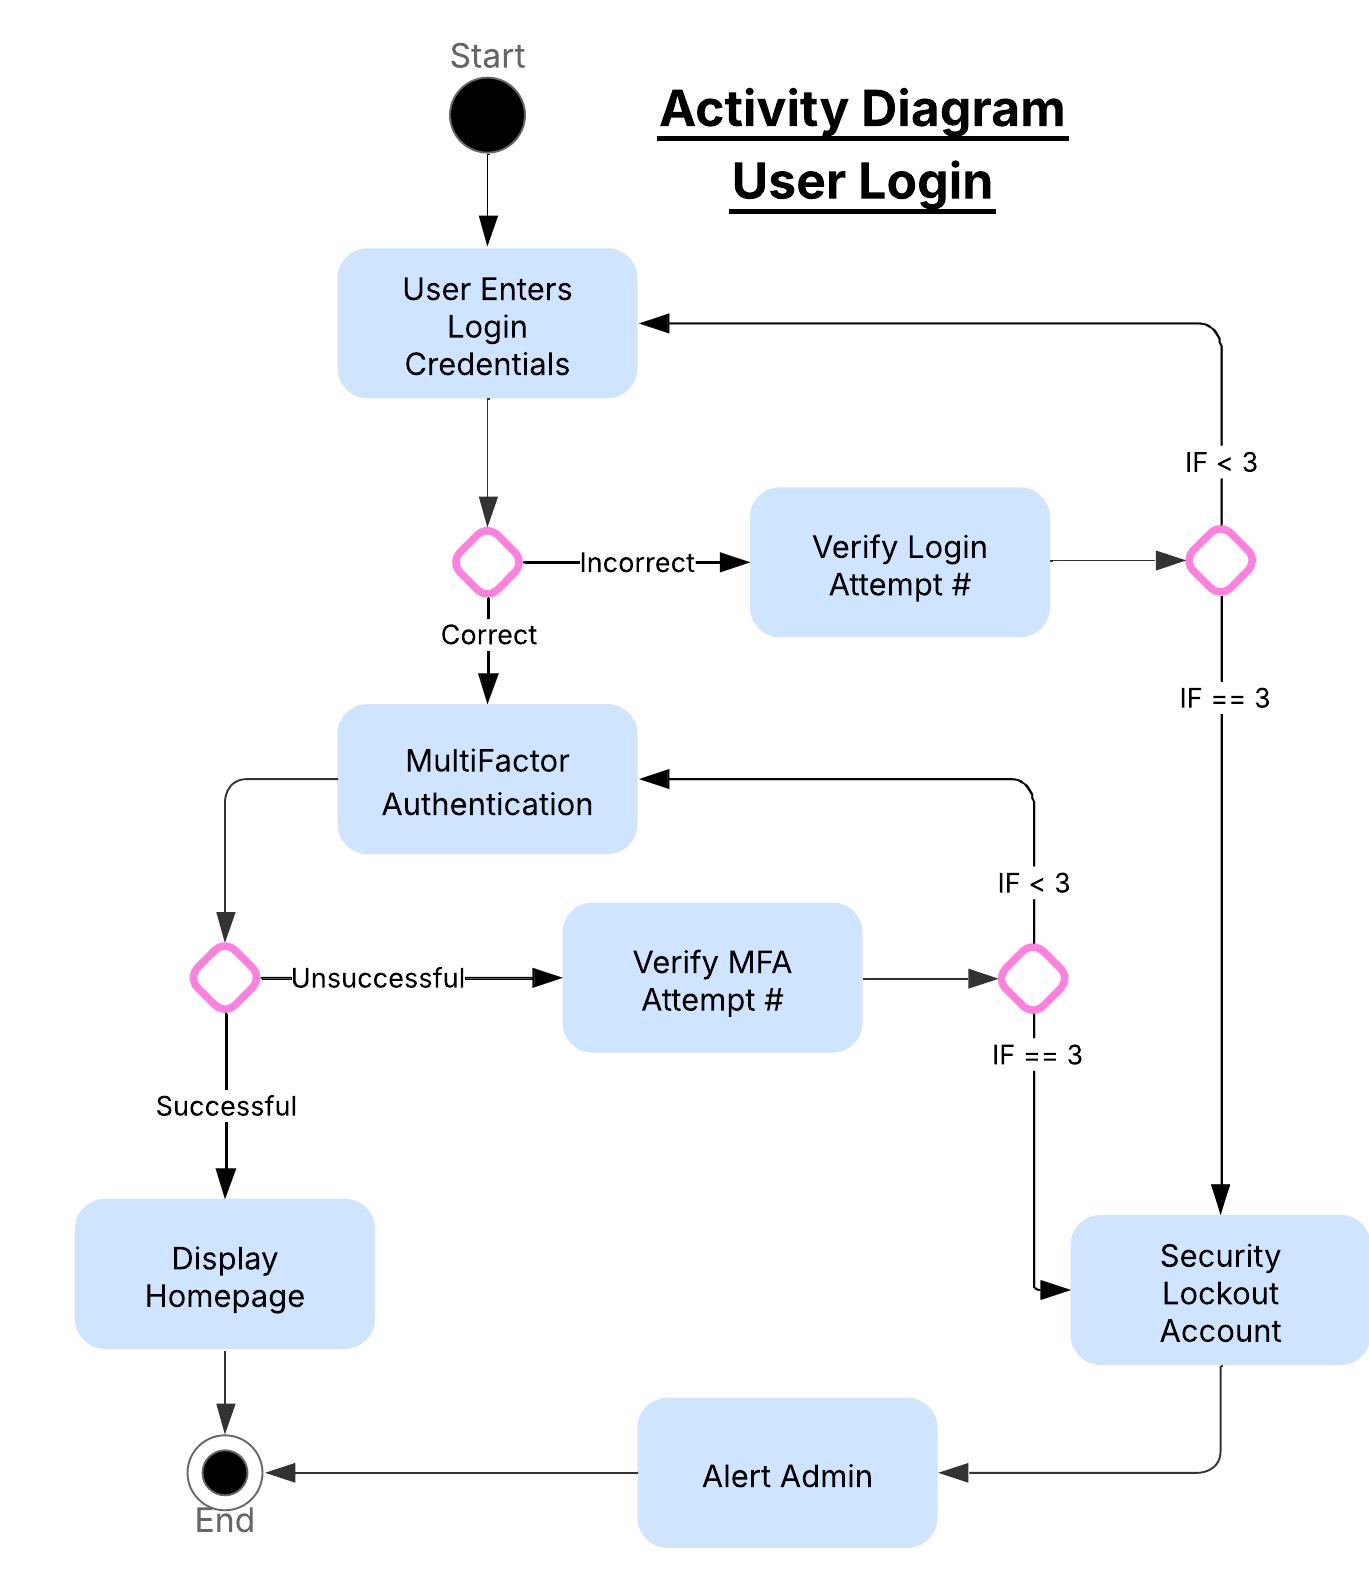 Start
Activity Diagram
User Login
User Enters
Login
Credentials
IF < 3
Incorrect
Verify Login
Attempt #
Correct
IF == 3
MultiFactor
Authentication
IF < 3
Unsuccessful
Verify MFA
Attempt #
IF == 3
Successful
Display
Homepage
Security
Lockout
Account
Alert Admin
End